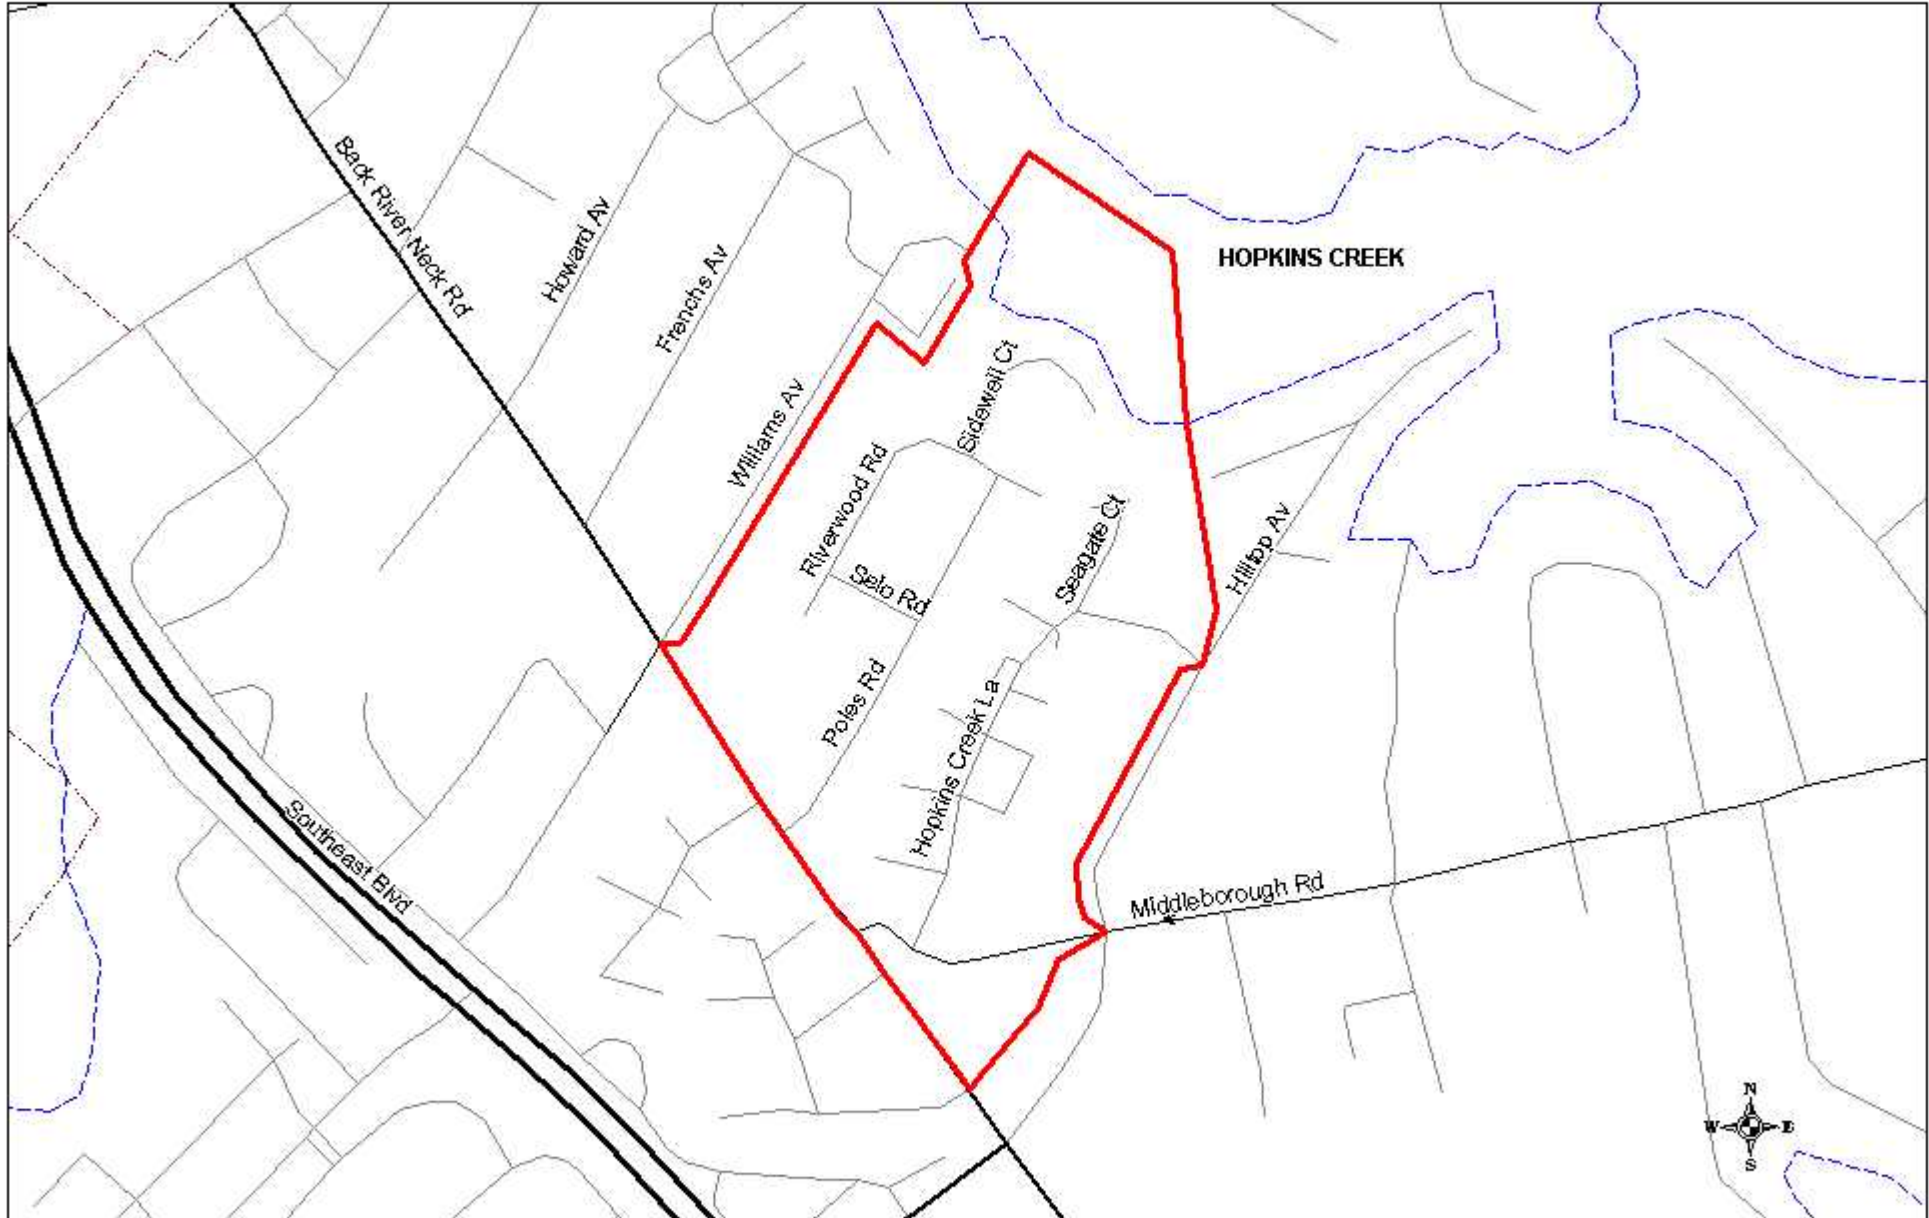 Back River Neck Rd
Howard Av
Frenchs Av
HOPKINS CREEK
Williams Av
Sidewell Ct
Riverwood Rd
Selo Rd
Seagate Ct
Hilltop Av
Poles Rd
Hopkins Creek La
Southeast Blvd
Middleborough Rd
N
W
E
S